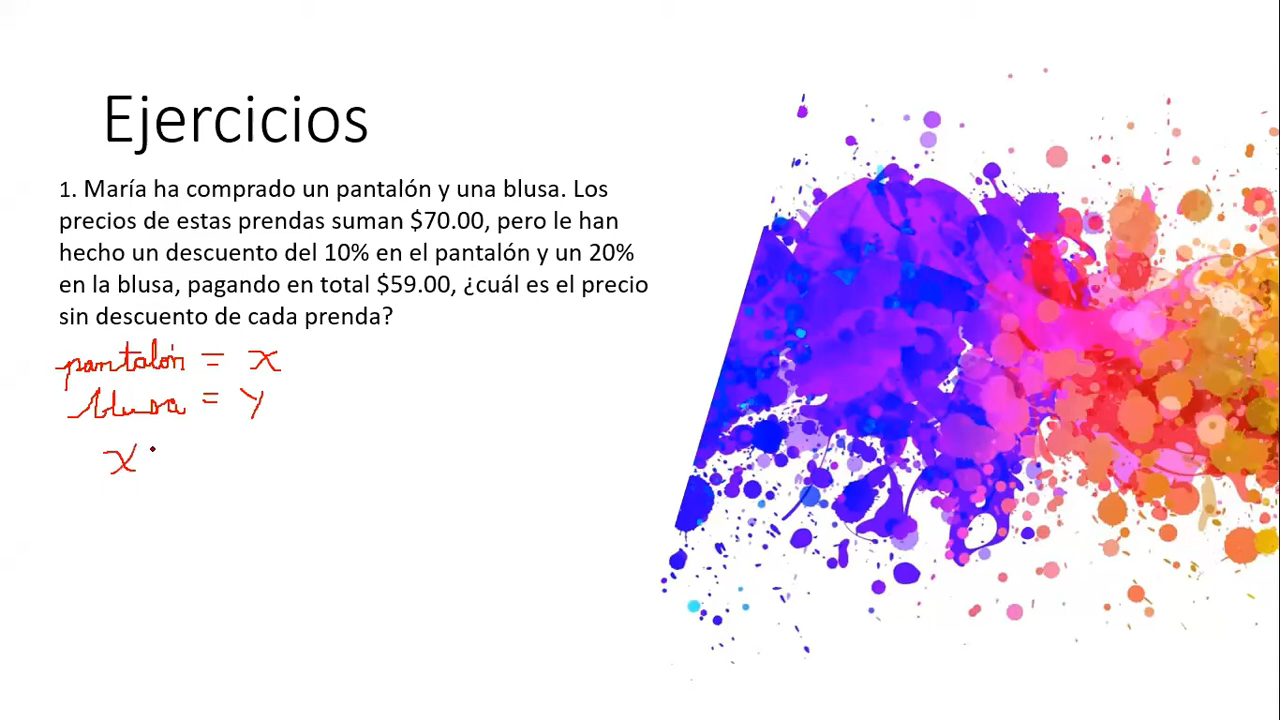 Ejercicios
1. María ha comprado un pantalón y una blusa. Los
precios de estas prendas suman $70.00, pero le han
hecho un descuento del 10% en el pantalón y un 20%
en la blusa, pagando en total $59.00, ¿cuál es el precio
sin descuento de cada prenda?
pantalón = x
blusa = y
x